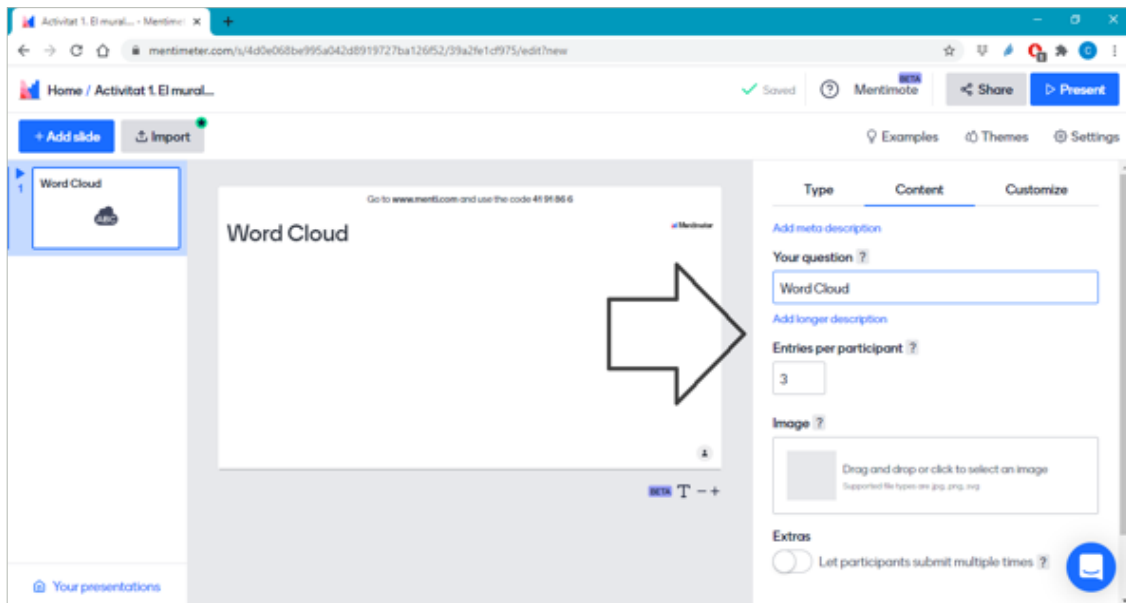 Activitat 1. El mural... - Mentime
mentimeter.com/s/4d0e068be995a042d8919727ba126f52/39a2fe1cf975/edit?new
Home / Activitat 1. El mural...
Saved
?
BETA
Mentimote
Share
Present
+ Add slide
Import
Examples
Themes
Settings
1
Word Cloud
ABC
Go to www.menti.com and use the code 41 91 86 6
Word Cloud
Mentimeter
BETA T − +
Your presentations
Type
Content
Customize
Add meta description
Your question ?
Word Cloud
Add longer description
Entries per participant ?
3
Image ?
Drag and drop or click to select an image
Supported file types are jpg, png, svg
Extras
Let participants submit multiple times ?